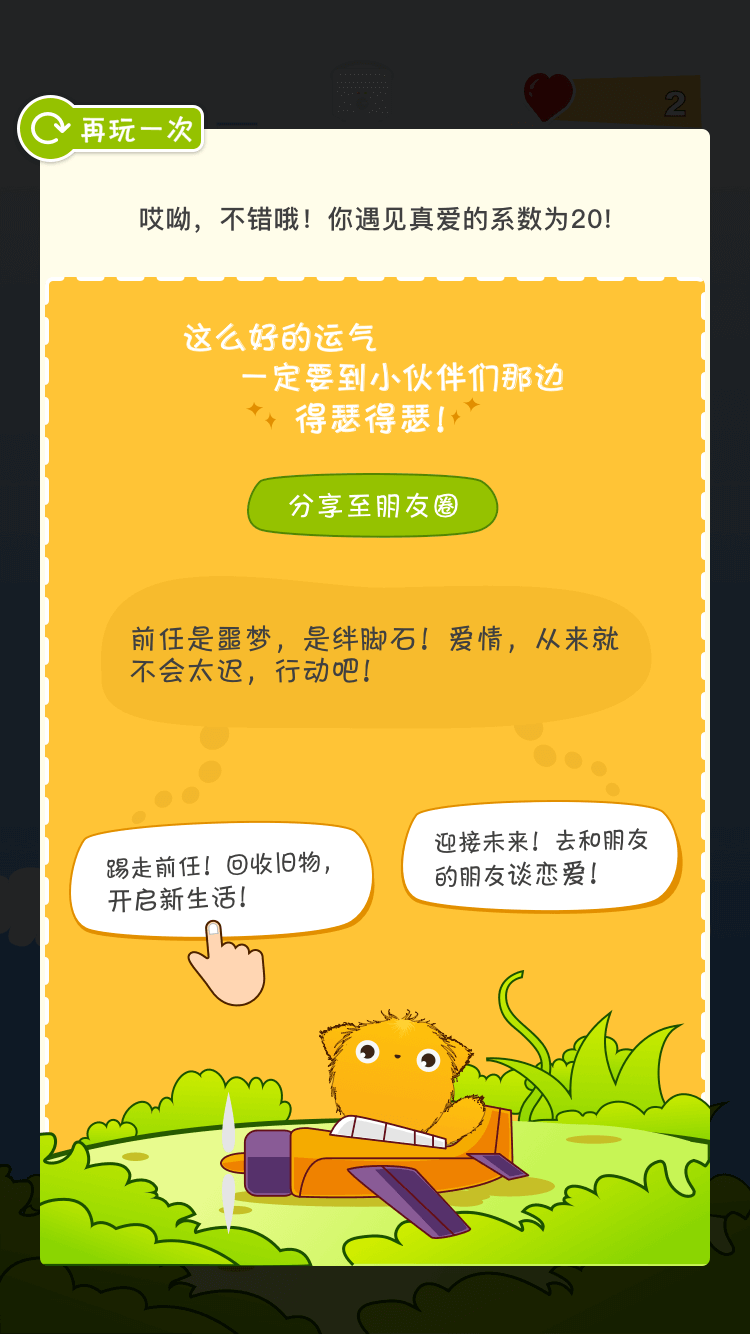 2
再玩一次
哎呦，不错哦！你遇见真爱的系数为20！
这么好的运气
一定要到小伙伴们那边
得瑟得瑟！
分享至朋友圈
前任是噩梦，是绊脚石！爱情，从来就
不会太迟，行动吧！
踢走前任！回收旧物，
开启新生活！
迎接未来！去和朋友
的朋友谈恋爱！